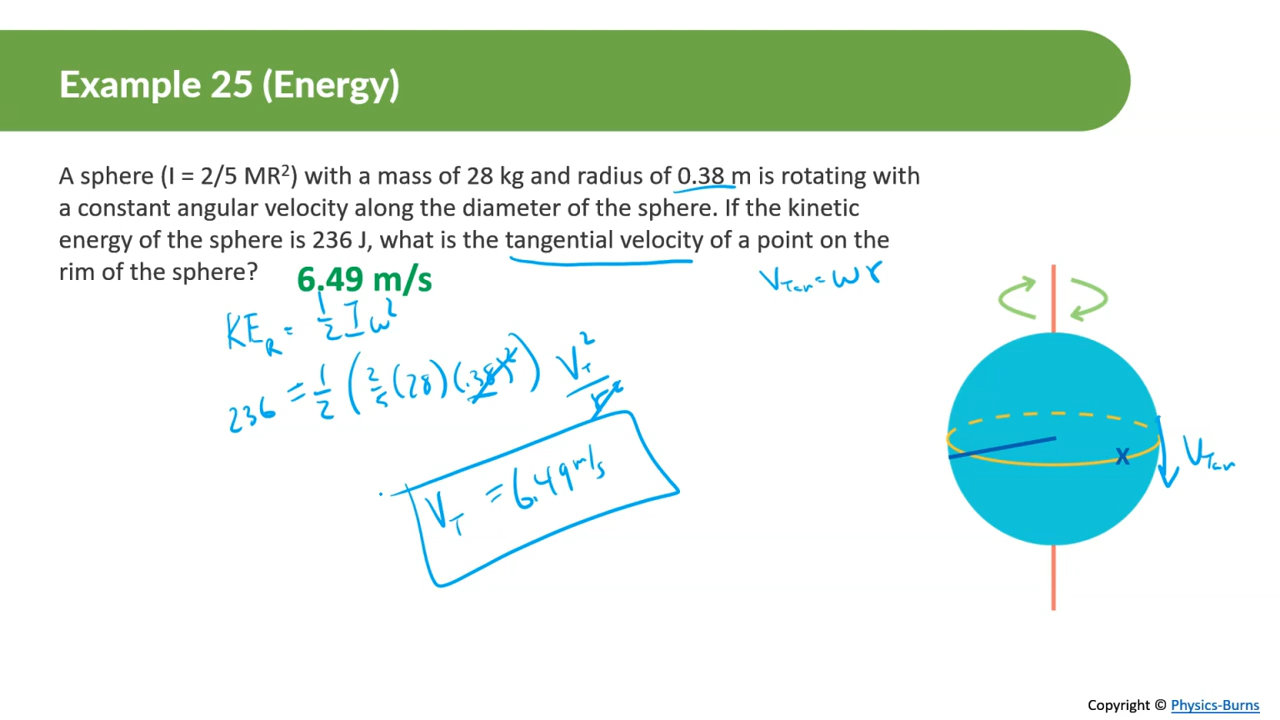 Example 25 (Energy)
A sphere (I = 2/5 MR²) with a mass of 28 kg and radius of 0.38 m is rotating with
a constant angular velocity along the diameter of the sphere. If the kinetic
energy of the sphere is 236 J, what is the tangential velocity of a point on the
rim of the sphere?
6.49 m/s
V_Tan = ωr
KE_R = 1/2 I ω²
236 = 1/2 (2/5 (28)(.38)²) V_T²/r²
V_T = 6.49 m/s
X
V_Tan
Copyright © Physics-Burns